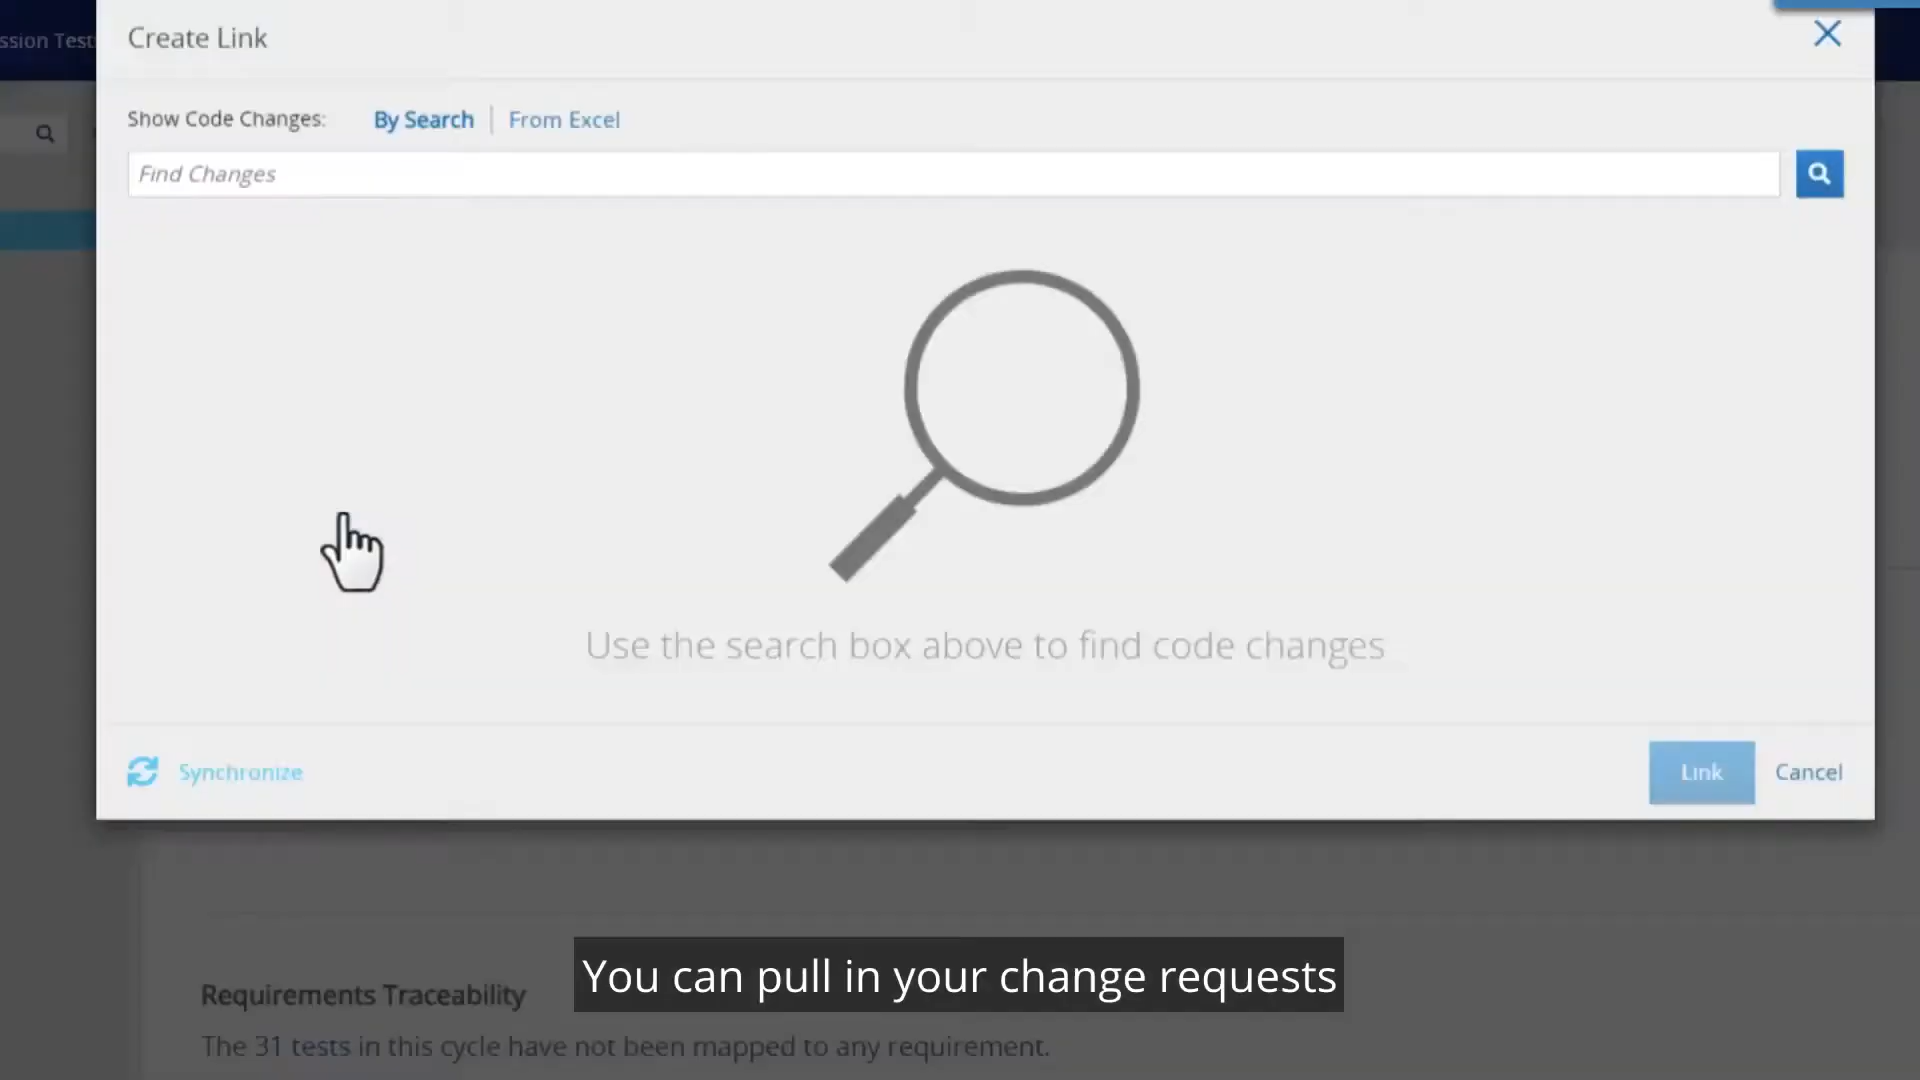 ssion Test
Create Link
Show Code Changes: By Search From Excel
Find Changes
Use the search box above to find code changes
Synchronize Link Cancel
You can pull in your change requests
Requirements Traceability
The 31 tests in this cycle have not been mapped to any requirement.